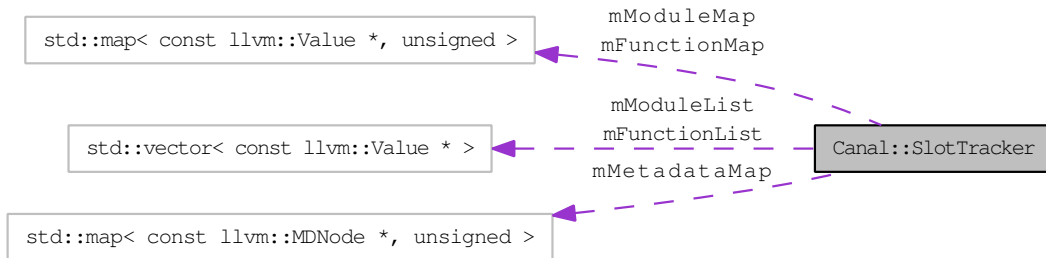 mModuleMap
mFunctionMap
std::map< const llvm::Value *, unsigned >
mModuleList
mFunctionList
std::vector< const llvm::Value * >
Canal::SlotTracker
mMetadataMap
std::map< const llvm::MDNode *, unsigned >